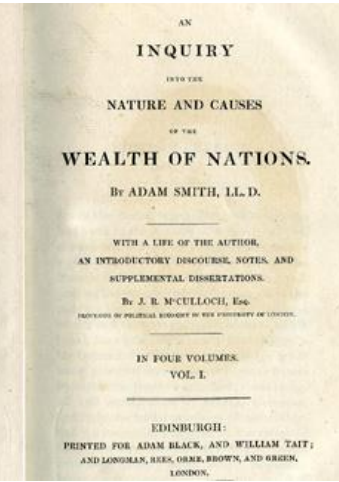 AN
INQUIRY
INTO THE
NATURE AND CAUSES
OF THE
WEALTH OF NATIONS.
BY ADAM SMITH, LL. D.
WITH A LIFE OF THE AUTHOR,
AN INTRODUCTORY DISCOURSE, NOTES, AND
SUPPLEMENTAL DISSERTATIONS.
BY J. R. M‘CULLOCH, ESQ.
PROFESSOR OF POLITICAL ECONOMY IN THE UNIVERSITY OF LONDON.
IN FOUR VOLUMES.
VOL. I.
EDINBURGH:
PRINTED FOR ADAM BLACK, AND WILLIAM TAIT;
AND LONGMAN, REES, ORME, BROWN, AND GREEN,
LONDON.